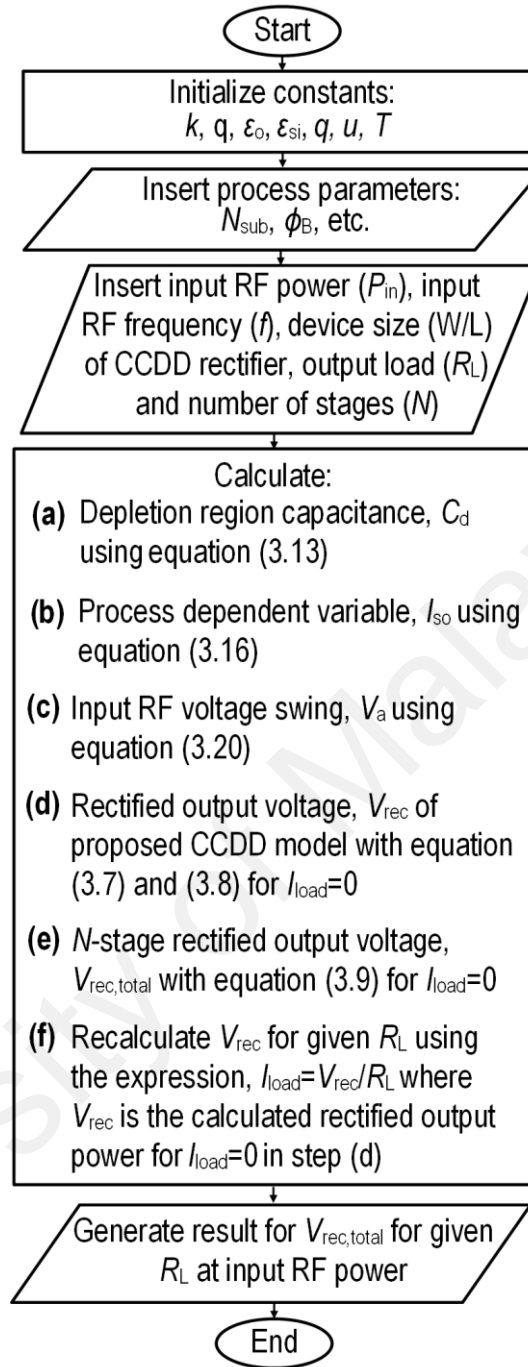 Start
Initialize constants:
k, q, εo, εsi, q, u, T
Insert process parameters:
Nsub, ϕB, etc.
Insert input RF power (Pin), input
RF frequency (f), device size (W/L)
of CCDD rectifier, output load (RL)
and number of stages (N)
Calculate:
(a) Depletion region capacitance, Cd
using equation (3.13)
(b) Process dependent variable, Iso using
equation (3.16)
(c) Input RF voltage swing, Va using
equation (3.20)
(d) Rectified output voltage, Vrec of
proposed CCDD model with equation
(3.7) and (3.8) for Iload=0
(e) N-stage rectified output voltage,
Vrec,total with equation (3.9) for Iload=0
(f) Recalculate Vrec for given RL using
the expression, Iload=Vrec/RL where
Vrec is the calculated rectified output
power for Iload=0 in step (d)
Generate result for Vrec,total for given
RL at input RF power
End
sity of Mala